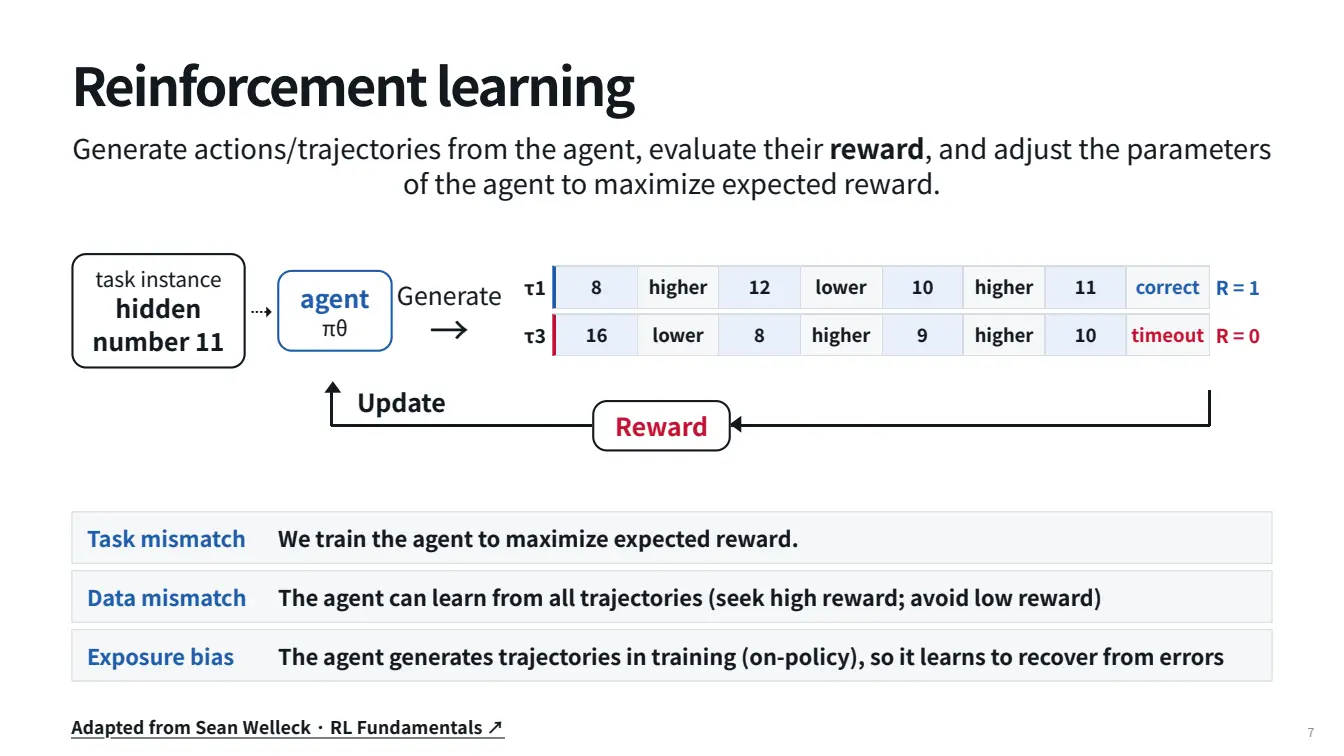 Reinforcement learning
Generate actions/trajectories from the agent, evaluate their reward, and adjust the parameters
of the agent to maximize expected reward.
task instance
hidden
number 11
agent
πθ
Generate
τ1 8 higher 12 lower 10 higher 11 correct R = 1
τ3 16 lower 8 higher 9 higher 10 timeout R = 0
Update
Reward
Task mismatch We train the agent to maximize expected reward.
Data mismatch The agent can learn from all trajectories (seek high reward; avoid low reward)
Exposure bias The agent generates trajectories in training (on-policy), so it learns to recover from errors
Adapted from Sean Welleck · RL Fundamentals ↗
7